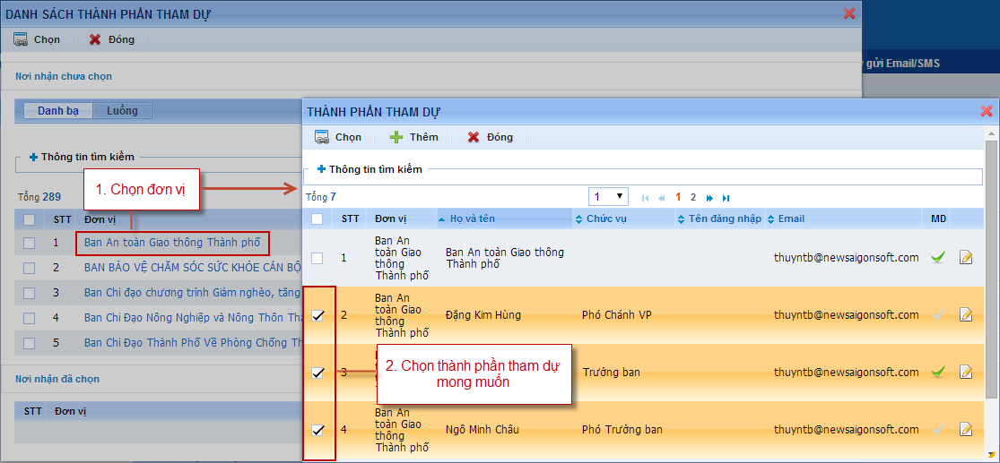 DANH SÁCH THÀNH PHẦN THAM DỰ
Chọn Đóng
gửi Email/SMS
Nơi nhận chưa chọn
Danh bạ Luồng
Thông tin tìm kiếm
Tổng 289
STT Đơn vị
1 Ban An toàn Giao thông Thành phố
2 BAN BẢO VỆ CHĂM SÓC SỨC KHỎE CÁN BỘ
3 Ban Chỉ đạo chương trình Giảm nghèo, tăng
4 Ban Chỉ Đạo Nông Nghiệp và Nông Thôn
5 Ban Chỉ Đạo Thành Phố Về Phòng Chống
Nơi nhận đã chọn
STT Đơn vị
1. Chọn đơn vị
THÀNH PHẦN THAM DỰ
Chọn Thêm Đóng
Thông tin tìm kiếm
Tổng 7
1 1 2
STT Đơn vị Họ và tên Chức vụ Tên đăng nhập Email MD
1 Ban An toàn Giao thông Thành phố Ban An toàn Giao thông Thành phố thuyntb@newsaigonsoft.com
2 Ban An toàn Giao thông Thành phố Đặng Kim Hùng Phó Chánh VP thuyntb@newsaigonsoft.com
3 Trưởng ban thuyntb@newsaigonsoft.com
2. Chọn thành phần tham dự
mong muốn
4 Ban An toàn Giao thông Thành phố Ngô Minh Châu Phó Trưởng ban thuyntb@newsaigonsoft.com